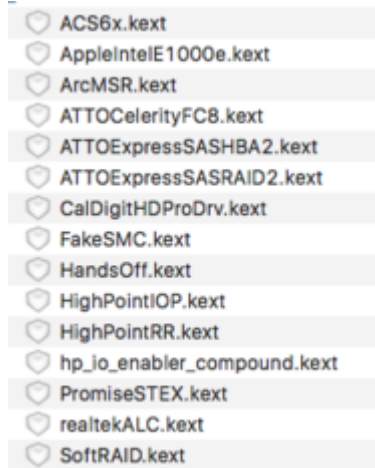 ACS6x.kext
AppleIntelE1000e.kext
ArcMSR.kext
ATTOCelerityFC8.kext
ATTOExpressSASHBA2.kext
ATTOExpressSASRAID2.kext
CalDigitHDProDrv.kext
FakeSMC.kext
HandsOff.kext
HighPointIOP.kext
HighPointRR.kext
hp_io_enabler_compound.kext
PromiseSTEX.kext
realtekALC.kext
SoftRAID.kext